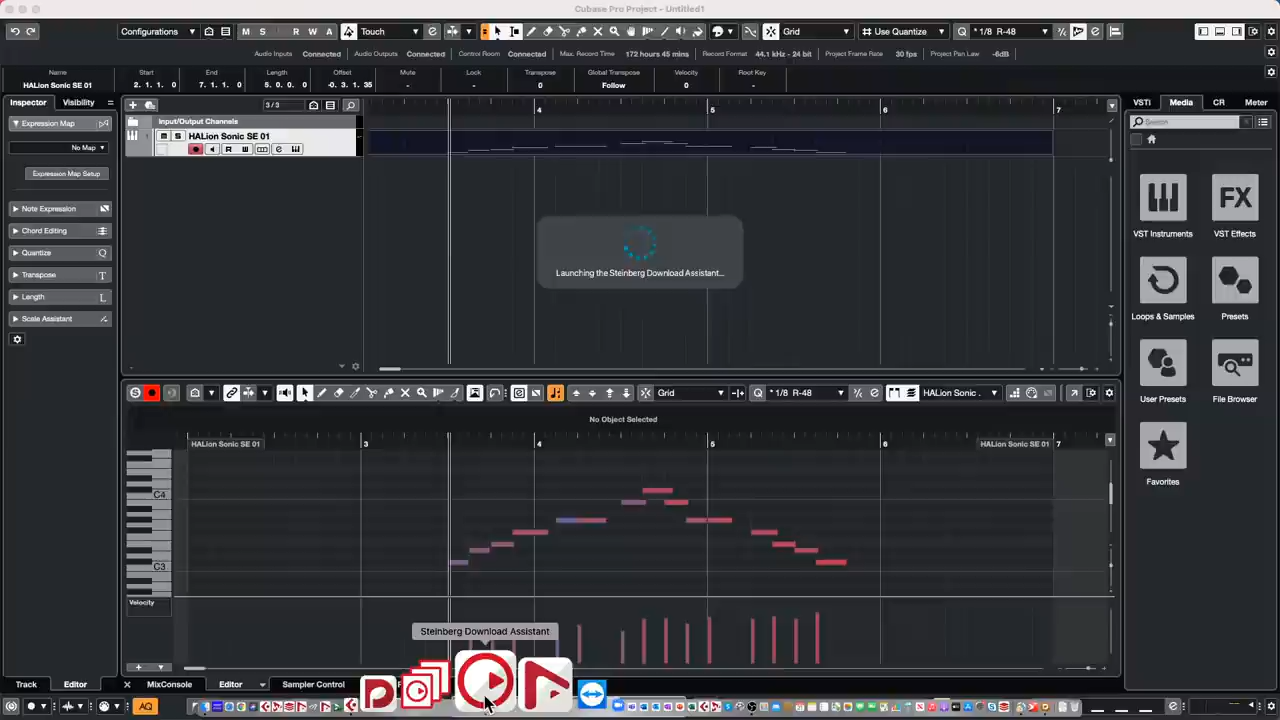 Cubase Pro Project - Untitled1
Configurations
M S L R W A Touch Grid Use Quantize Q 1/8 R-48
Audio Inputs Connected Audio Outputs Connected Control Room Connected Max. Record Time 172 hours 45 mins Record Format 44.1 kHz - 24 bit Project Frame Rate 30 fps Project Pan Law -6dB
Name Start End Length Offset Mute Lock Transpose Global Transpose Velocity Root Key
HALion Sonic SE 01 2. 1. 1. 0 7. 1. 1. 0 5. 0. 0. 0 -0. 3. 1. 35 - - 0 Follow 0 -
Inspector Visibility
3/3 4 5 6 7
VSTi Media CR Meter
Expression Map
Input/Output Channels
Search
No Map
1 m S HALion Sonic SE 01
R W e
Expression Map Setup
Note Expression
Chord Editing
Quantize Q
Transpose T
Length L
Scale Assistant
Launching the Steinberg Download Assistant...
FX
VST Instruments VST Effects
Loops & Samples Presets
User Presets File Browser
Favorites
S Grid Q 1/8 R-48 HALion Sonic .
No Object Selected
HALion Sonic SE 01 3 4 5 6 HALion Sonic SE 01 7
C4
C3
Velocity
Steinberg Download Assistant
Track Editor MixConsole Editor Sampler Control
AQ